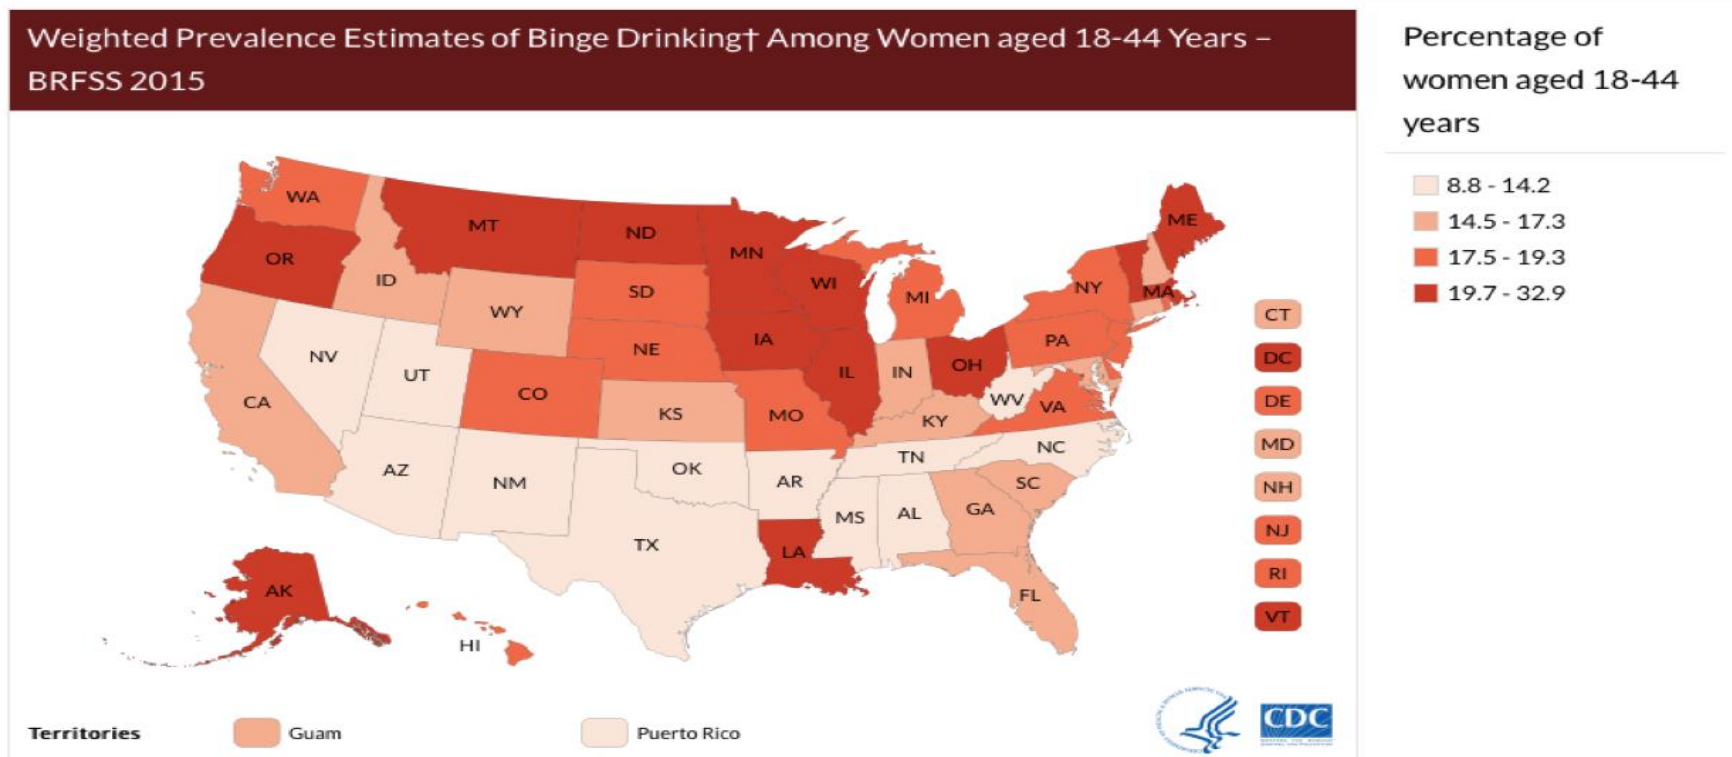 Weighted Prevalence Estimates of Binge Drinking† Among Women aged 18-44 Years –
BRFSS 2015
Percentage of
women aged 18-44
years
8.8 - 14.2
14.5 - 17.3
17.5 - 19.3
19.7 - 32.9
WA
MT
ND
MN
ME
OR
ID
WY
SD
WI
MI
NY
MA
NV
UT
CO
NE
IA
IL
IN
OH
PA
CA
KS
MO
KY
WV
VA
AZ
NM
OK
AR
TN
NC
SC
TX
LA
MS
AL
GA
FL
AK
HI
CT
DC
DE
MD
NH
NJ
RI
VT
Territories
Guam
Puerto Rico
CDC